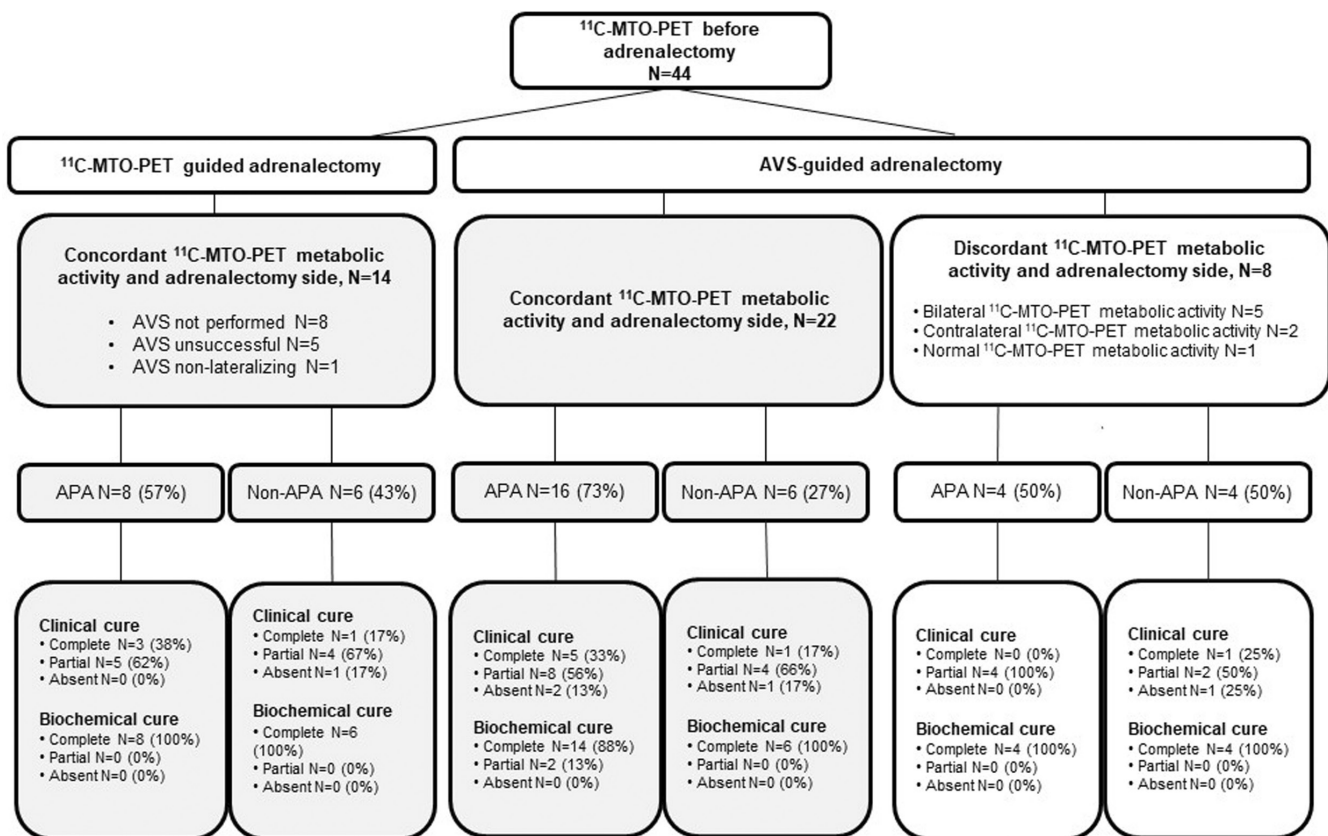 ¹¹C-MTO-PET before
adrenalectomy
N=44
¹¹C-MTO-PET guided adrenalectomy
AVS-guided adrenalectomy
Concordant ¹¹C-MTO-PET metabolic
activity and adrenalectomy side, N=14
• AVS not performed N=8
• AVS unsuccessful N=5
• AVS non-lateralizing N=1
Concordant ¹¹C-MTO-PET metabolic
activity and adrenalectomy side, N=22
Discordant ¹¹C-MTO-PET metabolic
activity and adrenalectomy side, N=8
• Bilateral ¹¹C-MTO-PET metabolic activity N=5
• Contralateral ¹¹C-MTO-PET metabolic activity N=2
• Normal ¹¹C-MTO-PET metabolic activity N=1
APA N=8 (57%)
Non-APA N=6 (43%)
APA N=16 (73%)
Non-APA N=6 (27%)
APA N=4 (50%)
Non-APA N=4 (50%)
Clinical cure
• Complete N=3 (38%)
• Partial N=5 (62%)
• Absent N=0 (0%)
Biochemical cure
• Complete N=8 (100%)
• Partial N=0 (0%)
• Absent N=0 (0%)
Clinical cure
• Complete N=1 (17%)
• Partial N=4 (67%)
• Absent N=1 (17%)
Biochemical cure
• Complete N=6
(100%)
• Partial N=0 (0%)
• Absent N=0 (0%)
Clinical cure
• Complete N=5 (33%)
• Partial N=8 (56%)
• Absent N=2 (13%)
Biochemical cure
• Complete N=14 (88%)
• Partial N=2 (13%)
• Absent N=0 (0%)
Clinical cure
• Complete N=1 (17%)
• Partial N=4 (66%)
• Absent N=1 (17%)
Biochemical cure
• Complete N=6 (100%)
• Partial N=0 (0%)
• Absent N=0 (0%)
Clinical cure
• Complete N=0 (0%)
• Partial N=4 (100%)
• Absent N=0 (0%)
Biochemical cure
• Complete N=4 (100%)
• Partial N=0 (0%)
• Absent N=0 (0%)
Clinical cure
• Complete N=1 (25%)
• Partial N=2 (50%)
• Absent N=1 (25%)
Biochemical cure
• Complete N=4 (100%)
• Partial N=0 (0%)
• Absent N=0 (0%)